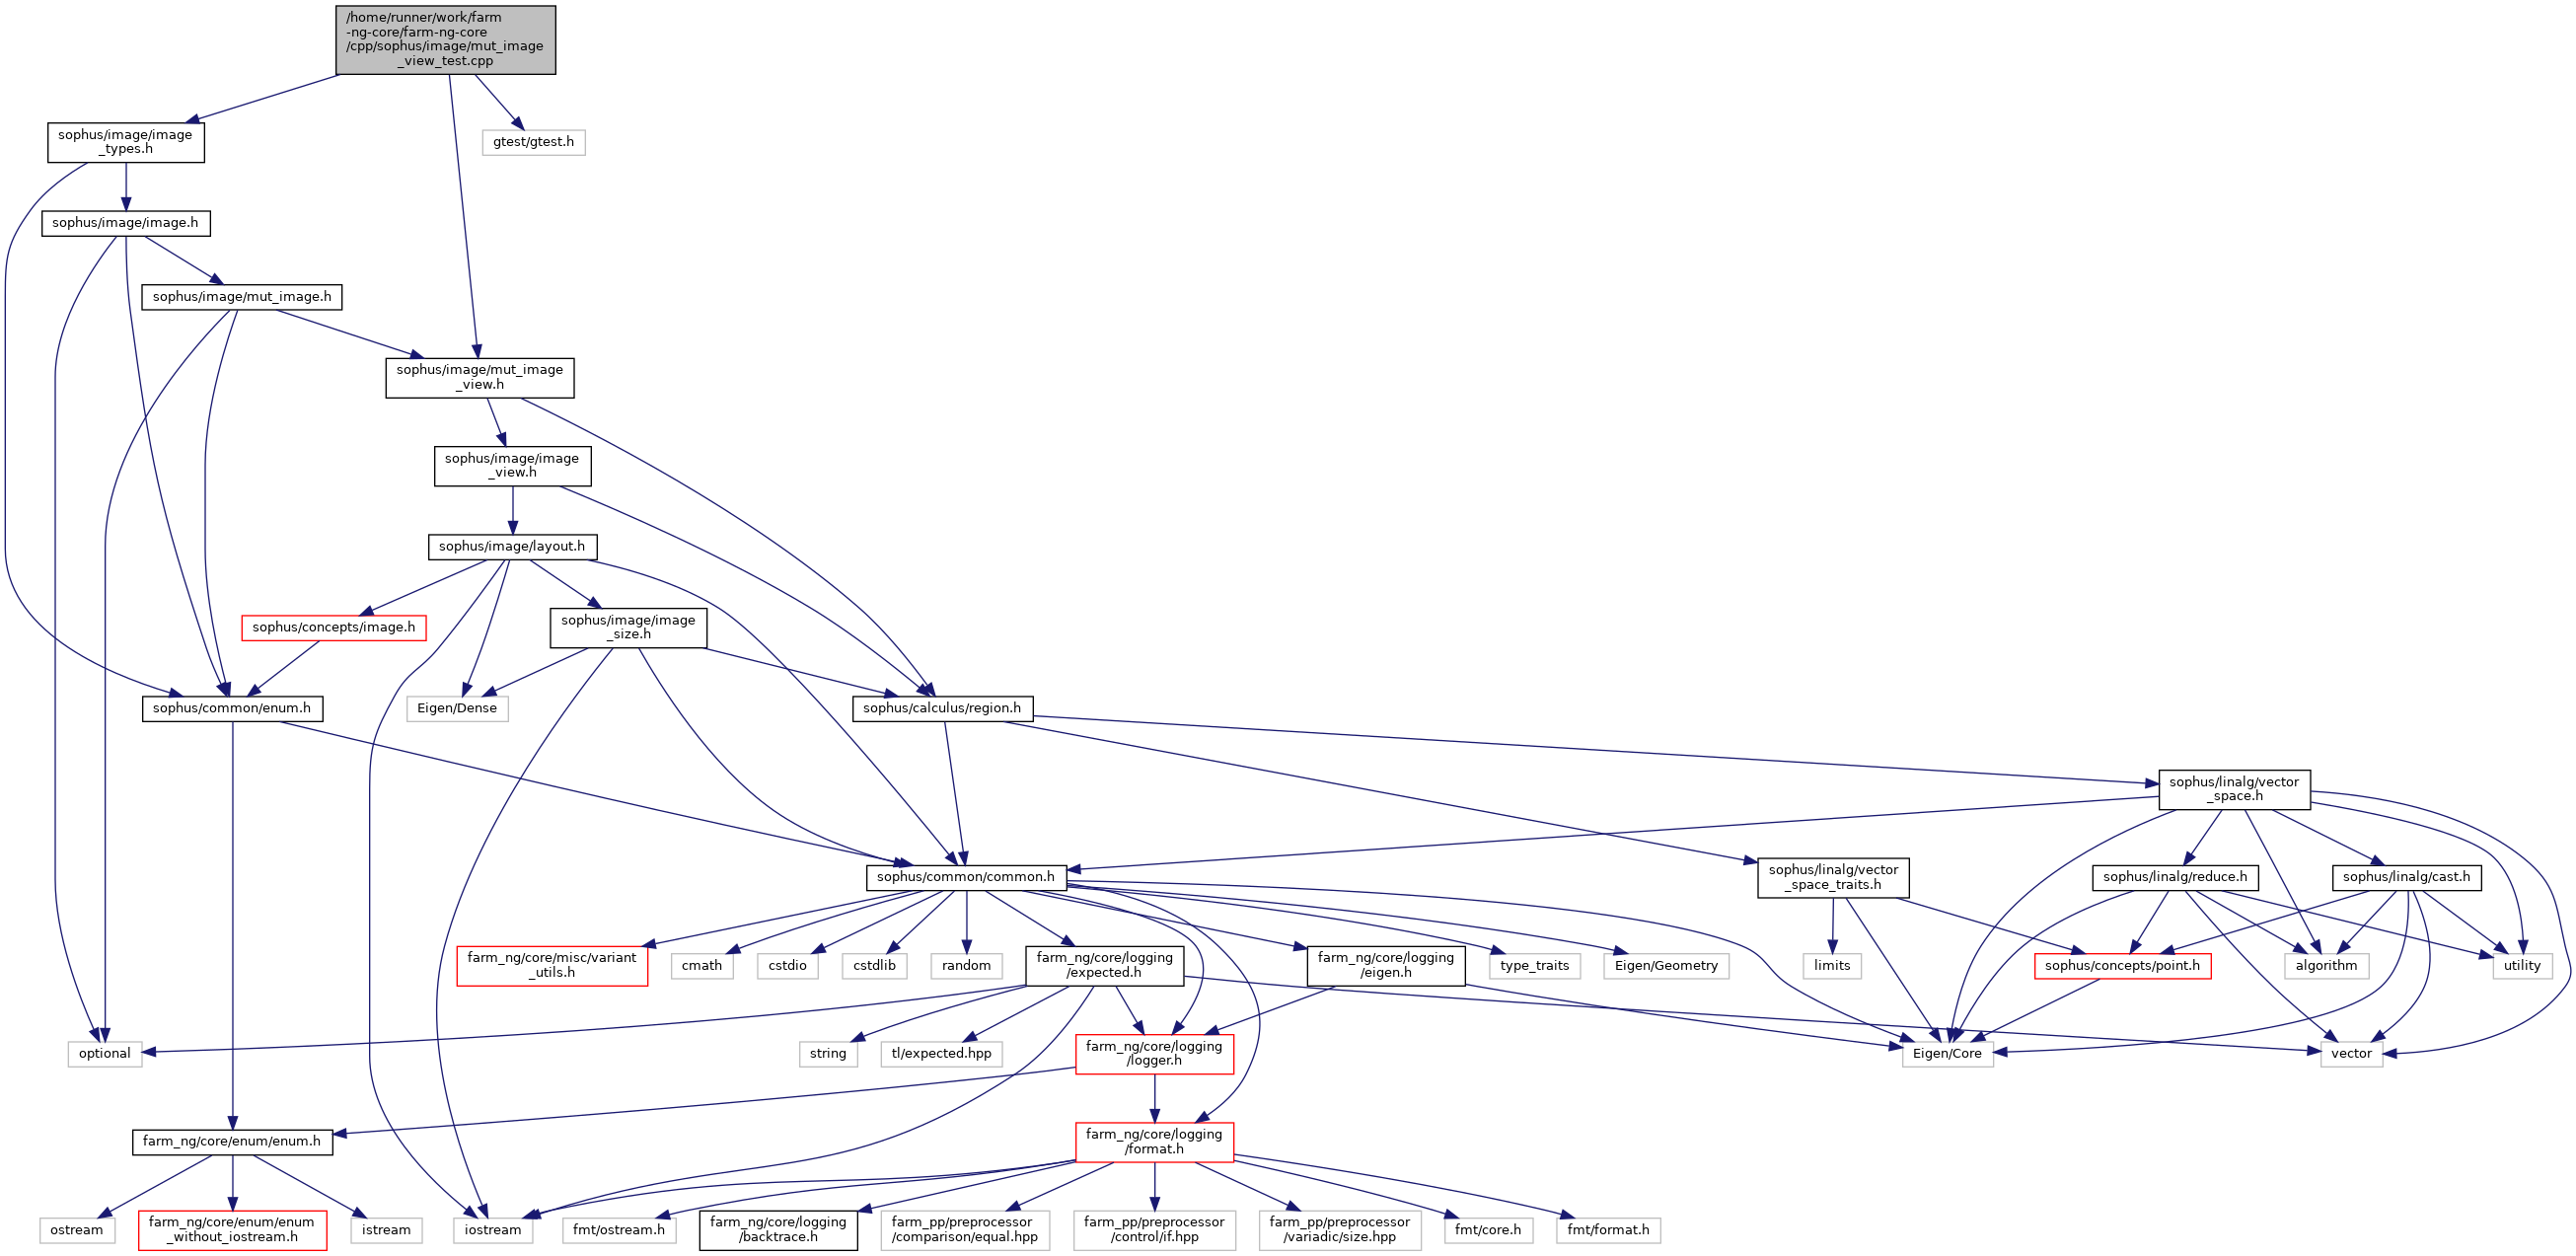 /home/runner/work/farm
-ng-core/farm-ng-core
/cpp/sophus/image/mut_image
_view_test.cpp
sophus/image/image
_types.h
gtest/gtest.h
sophus/image/image.h
sophus/image/mut_image.h
sophus/image/mut_image
_view.h
sophus/image/image
_view.h
sophus/image/layout.h
sophus/concepts/image.h
sophus/image/image
_size.h
sophus/common/enum.h
Eigen/Dense
sophus/calculus/region.h
sophus/linalg/vector
_space.h
sophus/common/common.h
sophus/linalg/vector
_space_traits.h
sophus/linalg/reduce.h
sophus/linalg/cast.h
farm_ng/core/misc/variant
_utils.h
cmath
cstdio
cstdlib
random
farm_ng/core/logging
/expected.h
farm_ng/core/logging
/eigen.h
type_traits
Eigen/Geometry
limits
sophus/concepts/point.h
algorithm
utility
optional
string
tl/expected.hpp
farm_ng/core/logging
/logger.h
Eigen/Core
vector
farm_ng/core/enum/enum.h
farm_ng/core/logging
/format.h
ostream
farm_ng/core/enum/enum
_without_iostream.h
istream
iostream
fmt/ostream.h
farm_ng/core/logging
/backtrace.h
farm_pp/preprocessor
/comparison/equal.hpp
farm_pp/preprocessor
/control/if.hpp
farm_pp/preprocessor
/variadic/size.hpp
fmt/core.h
fmt/format.h